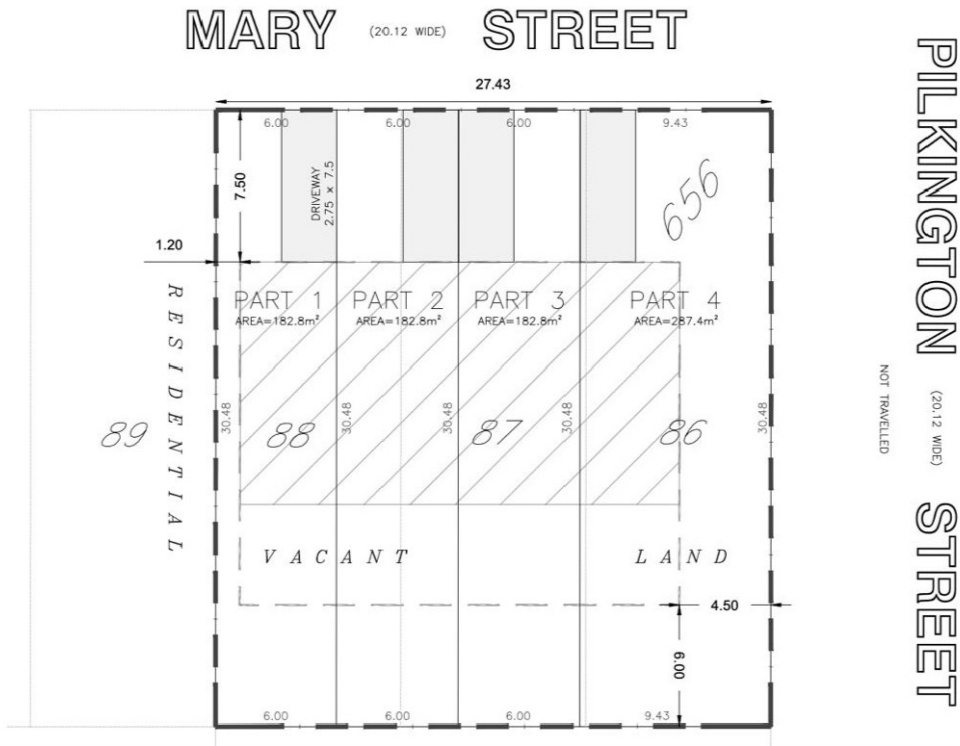 MARY (20.12 WIDE) STREET
27.43
6.00 6.00 6.00 9.43
7.50
DRIVEWAY
2.75 x 7.5
656
1.20
PART 1 PART 2 PART 3 PART 4
AREA=182.8m² AREA=182.8m² AREA=182.8m² AREA=287.4m²
RESIDENTIAL
30.48 30.48 30.48 30.48 30.48
89 88 87 86
VACANT LAND
4.50
6.00
6.00 6.00 6.00 9.43
PILKINGTON (20.12 WIDE) STREET
NOT TRAVELLED